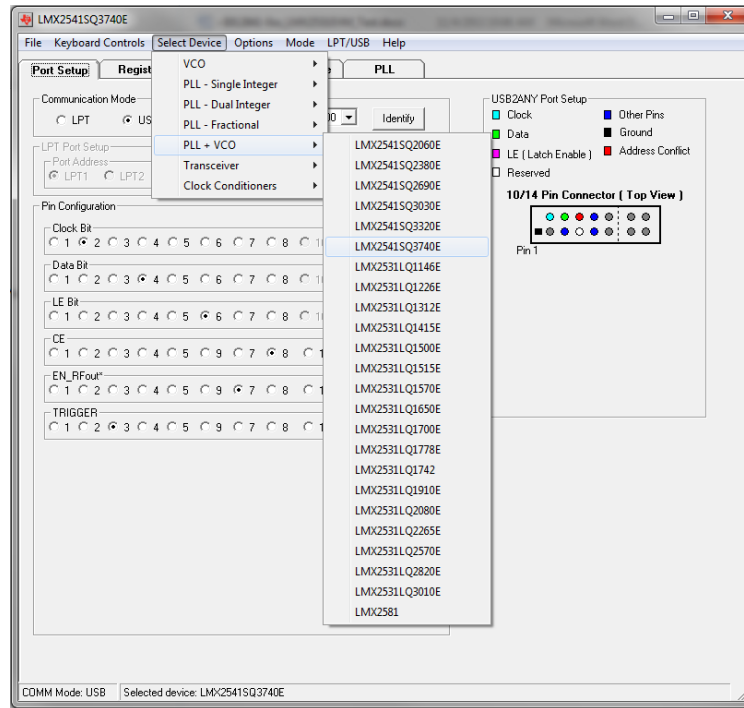 LMX2541SQ3740E
File Keyboard Controls Select Device Options Mode LPT/USB Help
Port Setup Regist PLL
VCO
PLL - Single Integer
PLL - Dual Integer
PLL - Fractional
PLL + VCO
Transceiver
Clock Conditioners
Communication Mode
LPT US Identify
LPT Port Setup
Port Address
LPT1 LPT2
Pin Configuration
Clock Bit
1 2 3 4 5 6 7 8
Data Bit
1 2 3 4 5 6 7 8
LE Bit
1 2 3 4 5 6 7 8
CE
1 2 3 4 5 9 7 8 1
EN_RFout*
1 2 3 4 5 9 7 8 1
TRIGGER
1 2 3 4 5 9 7 8 1
LMX2541SQ2060E
LMX2541SQ2380E
LMX2541SQ2690E
LMX2541SQ3030E
LMX2541SQ3320E
LMX2541SQ3740E
LMX2531LQ1146E
LMX2531LQ1226E
LMX2531LQ1312E
LMX2531LQ1415E
LMX2531LQ1500E
LMX2531LQ1515E
LMX2531LQ1570E
LMX2531LQ1650E
LMX2531LQ1700E
LMX2531LQ1778E
LMX2531LQ1742
LMX2531LQ1910E
LMX2531LQ2080E
LMX2531LQ2265E
LMX2531LQ2570E
LMX2531LQ2820E
LMX2531LQ3010E
LMX2581
USB2ANY Port Setup
Clock Other Pins
Data Ground
LE ( Latch Enable ) Address Conflict
Reserved
10/14 Pin Connector ( Top View )
Pin 1
COMM Mode: USB Selected device: LMX2541SQ3740E